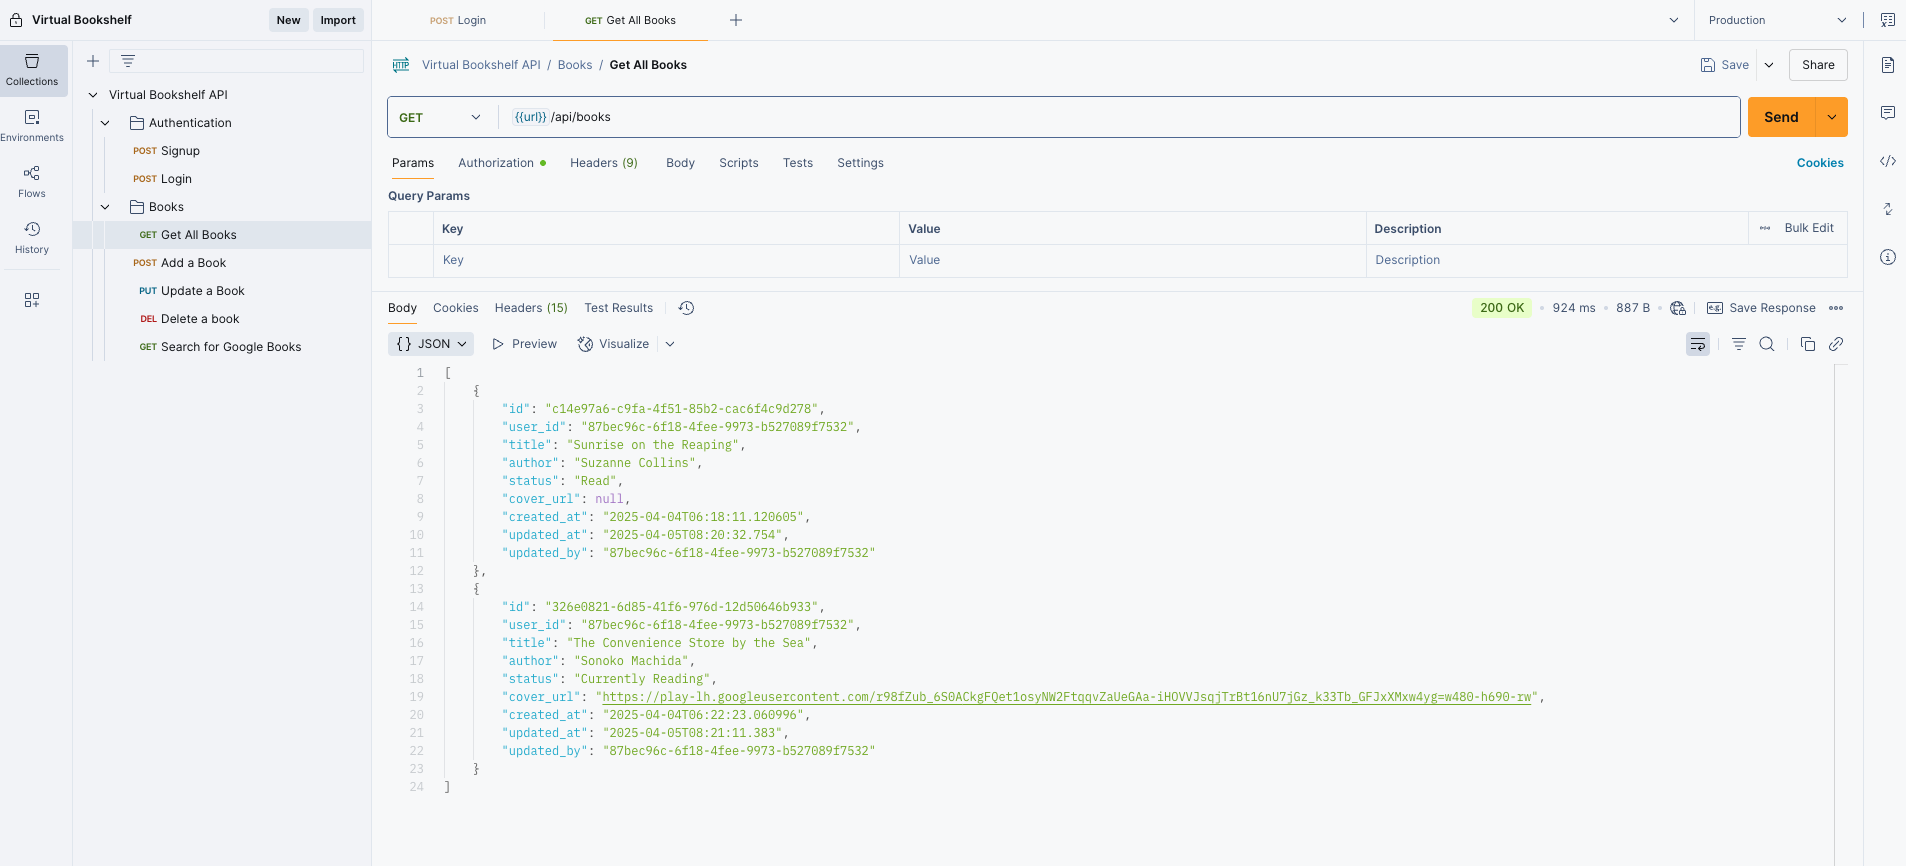 Virtual Bookshelf
New
Import
POST Login
GET Get All Books
Production
Collections
Environments
Flows
History
Virtual Bookshelf API
Authentication
POST Signup
POST Login
Books
GET Get All Books
POST Add a Book
PUT Update a Book
DEL Delete a book
GET Search for Google Books
HTTP Virtual Bookshelf API / Books / Get All Books
Save
Share
GET {{url}} /api/books
Send
Params Authorization Headers (9) Body Scripts Tests Settings
Cookies
Query Params
Key Value Description Bulk Edit
Key Value Description
Body Cookies Headers (15) Test Results
200 OK • 924 ms • 887 B • Save Response
{} JSON Preview Visualize
1 [
2 {
3 "id": "c14e97a6-c9fa-4f51-85b2-cac6f4c9d278",
4 "user_id": "87bec96c-6f18-4fee-9973-b527089f7532",
5 "title": "Sunrise on the Reaping",
6 "author": "Suzanne Collins",
7 "status": "Read",
8 "cover_url": null,
9 "created_at": "2025-04-04T06:18:11.120605",
10 "updated_at": "2025-04-05T08:20:32.754",
11 "updated_by": "87bec96c-6f18-4fee-9973-b527089f7532"
12 },
13 {
14 "id": "326e0821-6d85-41f6-976d-12d50646b933",
15 "user_id": "87bec96c-6f18-4fee-9973-b527089f7532",
16 "title": "The Convenience Store by the Sea",
17 "author": "Sonoko Machida",
18 "status": "Currently Reading",
19 "cover_url": "https://play-lh.googleusercontent.com/r98fZub_6S0ACkgFQet1osyNW2FtqqvZaUeGAa-iHOVVJsqjTrBt16nU7jGz_k33Tb_GFJxXMxw4yg=w480-h690-rw",
20 "created_at": "2025-04-04T06:22:23.060996",
21 "updated_at": "2025-04-05T08:21:11.383",
22 "updated_by": "87bec96c-6f18-4fee-9973-b527089f7532"
23 }
24 ]